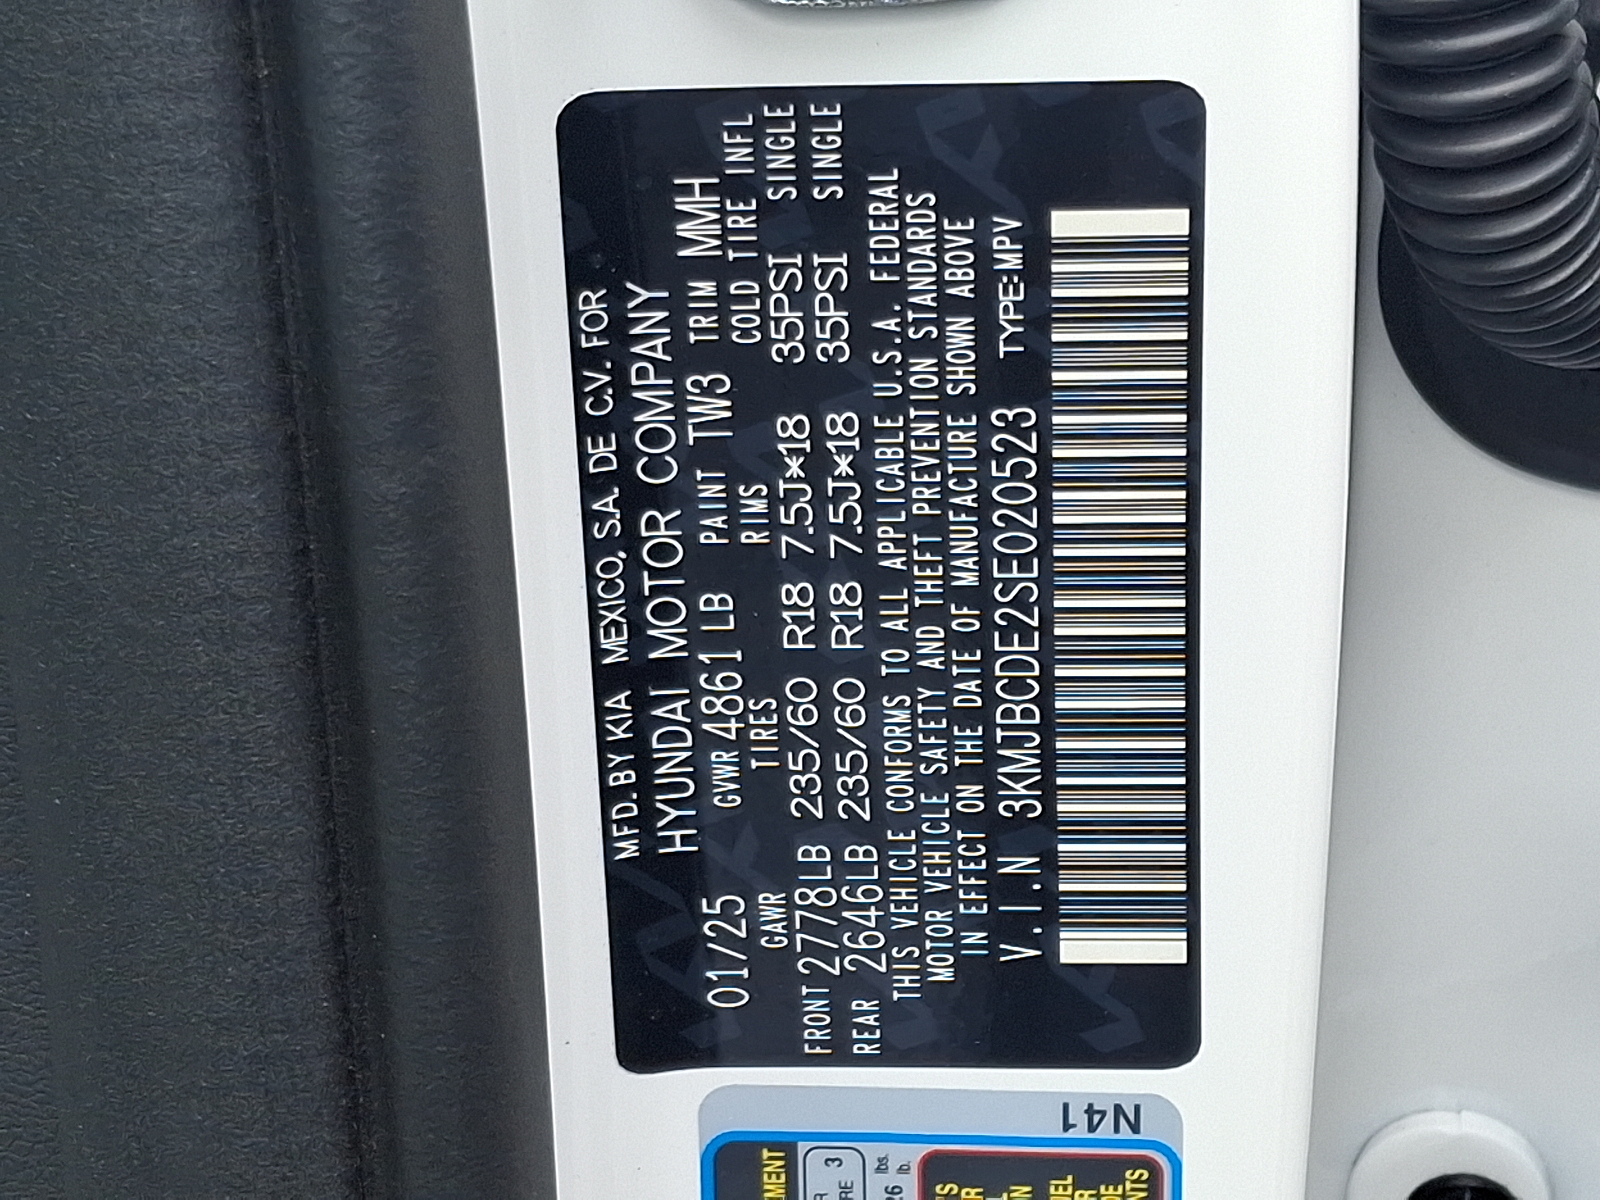 MFD. BY KIA MEXICO, S.A. DE C.V. FOR
HYUNDAI MOTOR COMPANY
01/25 GVWR 4861 LB PAINT TW3 TRIM MMH
GAWR TIRES RIMS COLD TIRE INFL
FRONT 2778LB 235/60 R18 7.5J*18 35PSI SINGLE
REAR 2646LB 235/60 R18 7.5J*18 35PSI SINGLE
THIS VEHICLE CONFORMS TO ALL APPLICABLE U.S.A. FEDERAL
MOTOR VEHICLE SAFETY AND THEFT PREVENTION STANDARDS
IN EFFECT ON THE DATE OF MANUFACTURE SHOWN ABOVE
V.I.N 3KMJBCDE2SE020523 TYPE:MPV
N41